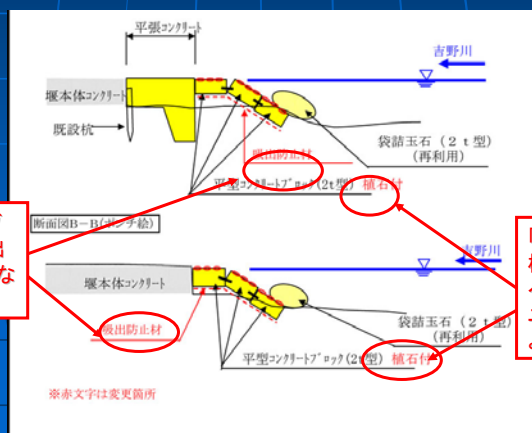 平張コンクリート
吉野川
堰本体コンクリート
既設杭
吸出防止材
袋詰玉石(2t型)
(再利用)
平型コンクリートブロック(2t型) 植石付
断面図B-B(ポンチ絵)
出
な
吉野川
堰本体コンクリート
吸出防止材
袋詰玉石(2t型)
(再利用)
平型コンクリートブロック(2t型) 植石付
※赤文字は変更箇所